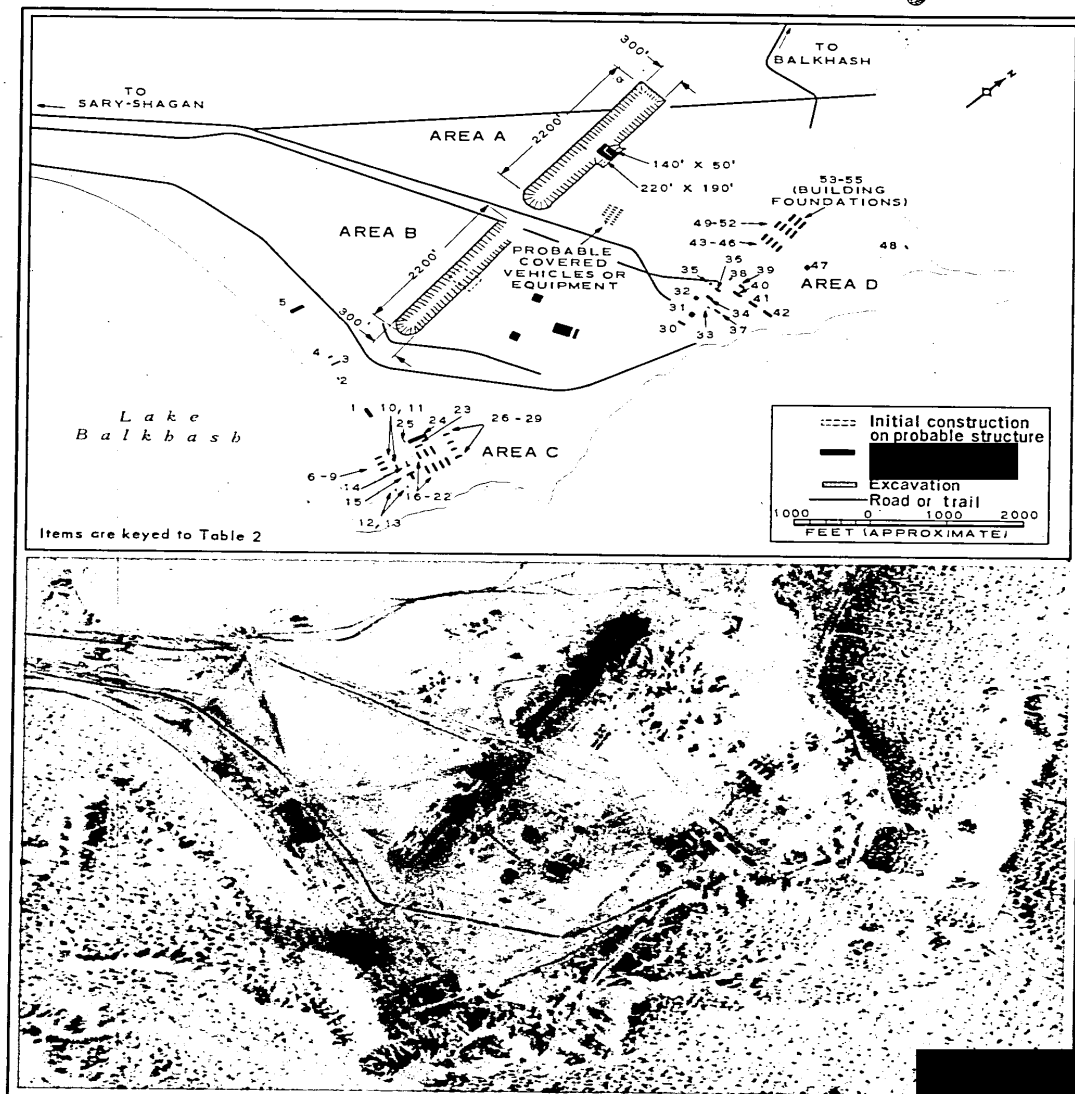 TO
SARY-SHAGAN
TO
BALKHASH
N
300'
2200'
AREA A
140' X 50'
220' X 190'
53-55
(BUILDING
FOUNDATIONS)
49-52
43-46
48
47
AREA D
AREA B
2200'
300'
PROBABLE
COVERED
VEHICLES OR
EQUIPMENT
36
35
38
39
40
32
41
31
34
42
30
33
37
5
4
3
2
1
10, 11
23
25
24
26-29
AREA C
6-9
14
15
16-22
12, 13
Lake
Balkhash
Initial construction
on probable structure
Excavation
Road or trail
1000 0 1000 2000
FEET (APPROXIMATE)
Items are keyed to Table 2